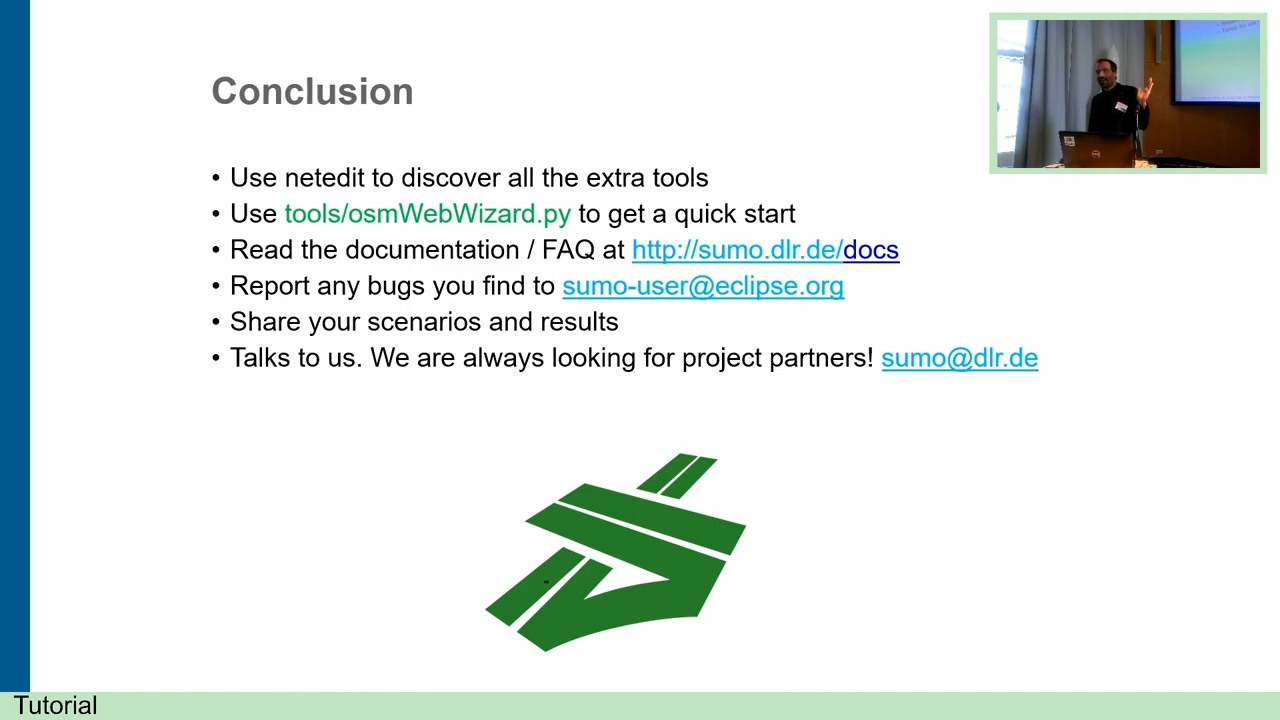 Conclusion
• Use netedit to discover all the extra tools
• Use tools/osmWebWizard.py to get a quick start
• Read the documentation / FAQ at http://sumo.dlr.de/docs
• Report any bugs you find to sumo-user@eclipse.org
• Share your scenarios and results
• Talks to us. We are always looking for project partners! sumo@dlr.de
Tutorial